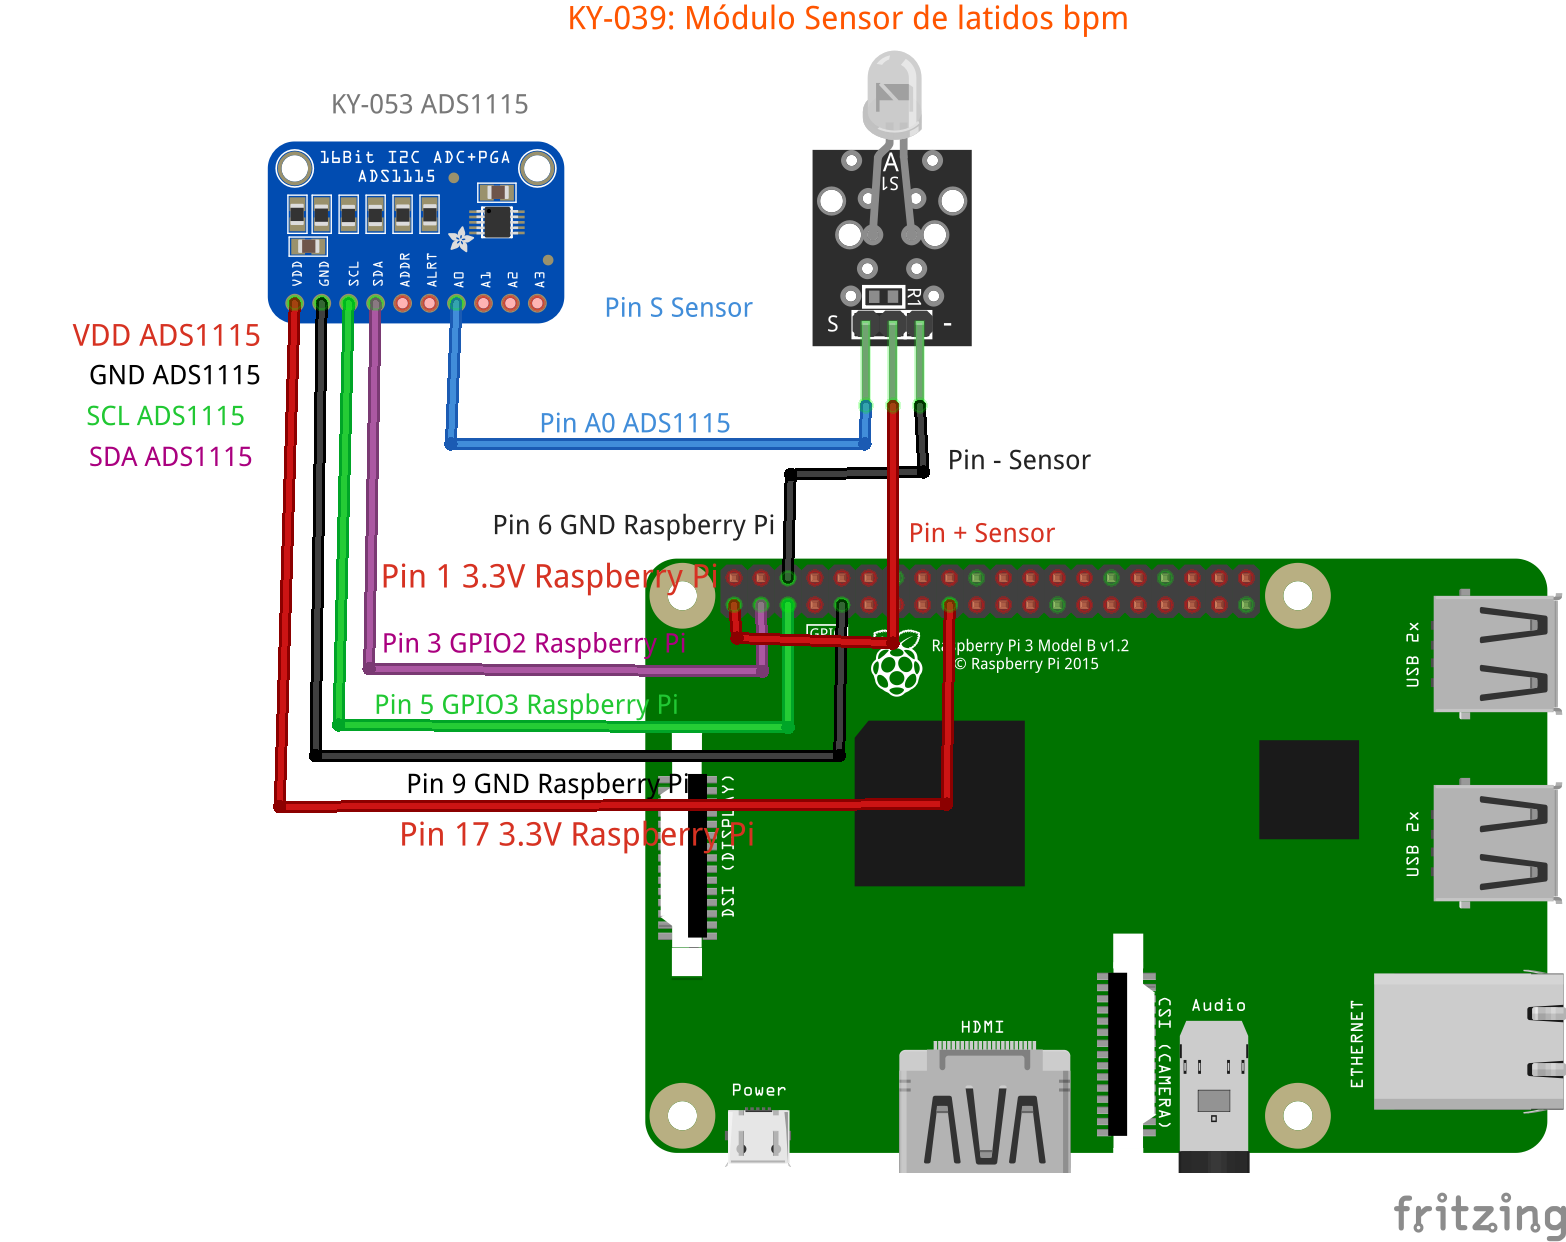 KY-039: Módulo Sensor de latidos bpm
KY-053 ADS1115
16Bit I2C ADC+PGA
ADS1115
VDD
GND
SCL
SDA
ADDR
ALRT
A0
A1
A2
A3
A
S1
R1
S
-
Pin S Sensor
VDD ADS1115
GND ADS1115
SCL ADS1115
SDA ADS1115
Pin A0 ADS1115
Pin - Sensor
Pin 6 GND Raspberry Pi
Pin + Sensor
Pin 1 3.3V Raspberry Pi
Pin 3 GPIO2 Raspberry Pi
GPIO
Raspberry Pi 3 Model B v1.2
© Raspberry Pi 2015
USB 2x
Pin 5 GPIO3 Raspberry Pi
Pin 9 GND Raspberry Pi
Pin 17 3.3V Raspberry Pi
DSI (DISPLAY)
USB 2x
HDMI
CSI (CAMERA)
Audio
ETHERNET
Power
fritzing